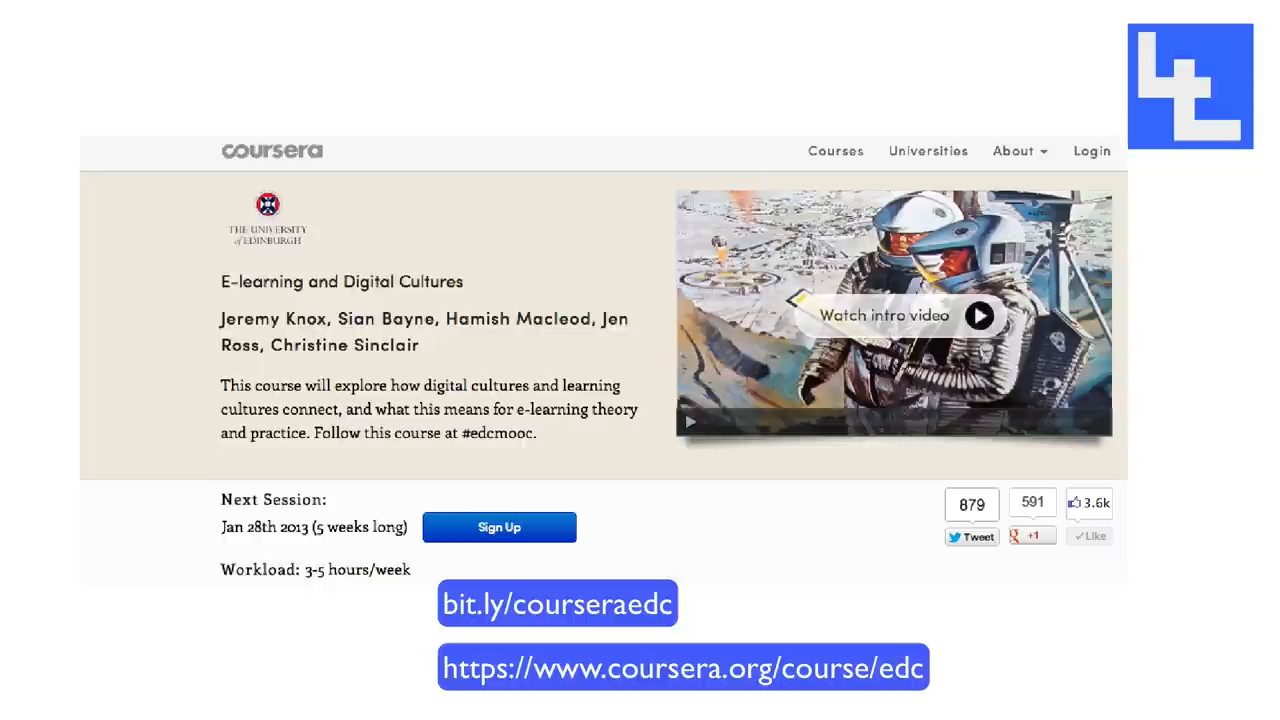 coursera
Courses Universities About Login
THE UNIVERSITY
of EDINBURGH
E-learning and Digital Cultures
Jeremy Knox, Sian Bayne, Hamish Macleod, Jen
Ross, Christine Sinclair
This course will explore how digital cultures and learning
cultures connect, and what this means for e-learning theory
and practice. Follow this course at #edcmooc.
Watch intro video
Next Session:
Jan 28th 2013 (5 weeks long)
Sign Up
Workload: 3-5 hours/week
879 591 3.6k
Tweet +1 Like
bit.ly/courseraedc
https://www.coursera.org/course/edc